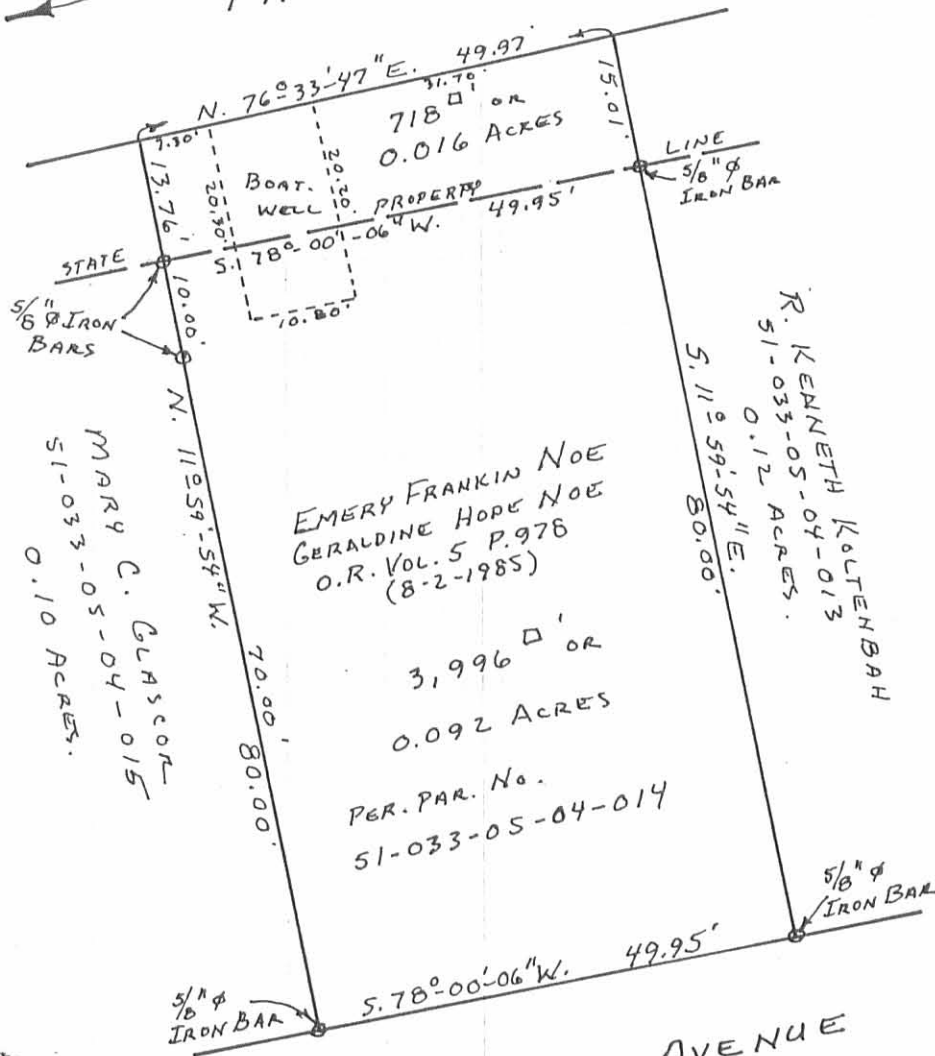 N. 76°-33'-47"E. 49.97'
7.30'
31.70'
718 □' OR
0.016 ACRES
15.01'
13.76'
20.30'
BOAT.
WELL
20.20'
LINE
5/8" ø
IRON BAR
STATE
PROPERTY
S. 78°-00'-06"W. 49.95'
5/8" ø IRON
BARS
10.00'
10.80'
N. 11°59'-54"W.
70.00'
80.00'
MARY C. GLASCOR
51-033-05-04-015
0.10 ACRES.
EMERY FRANKIN NOE
GERALDINE HOPE NOE
O.R. VOL. 5 P.978
(8-2-1985)
3,996 □' OR
0.092 ACRES
PER. PAR. NO.
51-033-05-04-014
S. 11°59'-54"E.
80.00'
R. KENNETH KOLTENBAH
51-033-05-04-013
0.12 ACRES.
5/8" ø
IRON BAR
S. 78°-00'-06"W. 49.95'
5/8" ø
IRON BAR
AVENUE